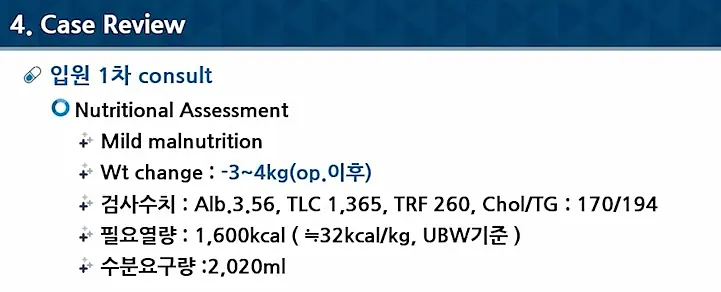 4. Case Review
입원 1차 consult
Nutritional Assessment
Mild malnutrition
Wt change : -3~4kg(op.이후)
검사수치 : Alb.3.56, TLC 1,365, TRF 260, Chol/TG : 170/194
필요열량 : 1,600kcal ( ≒32kcal/kg, UBW기준 )
수분요구량 :2,020ml